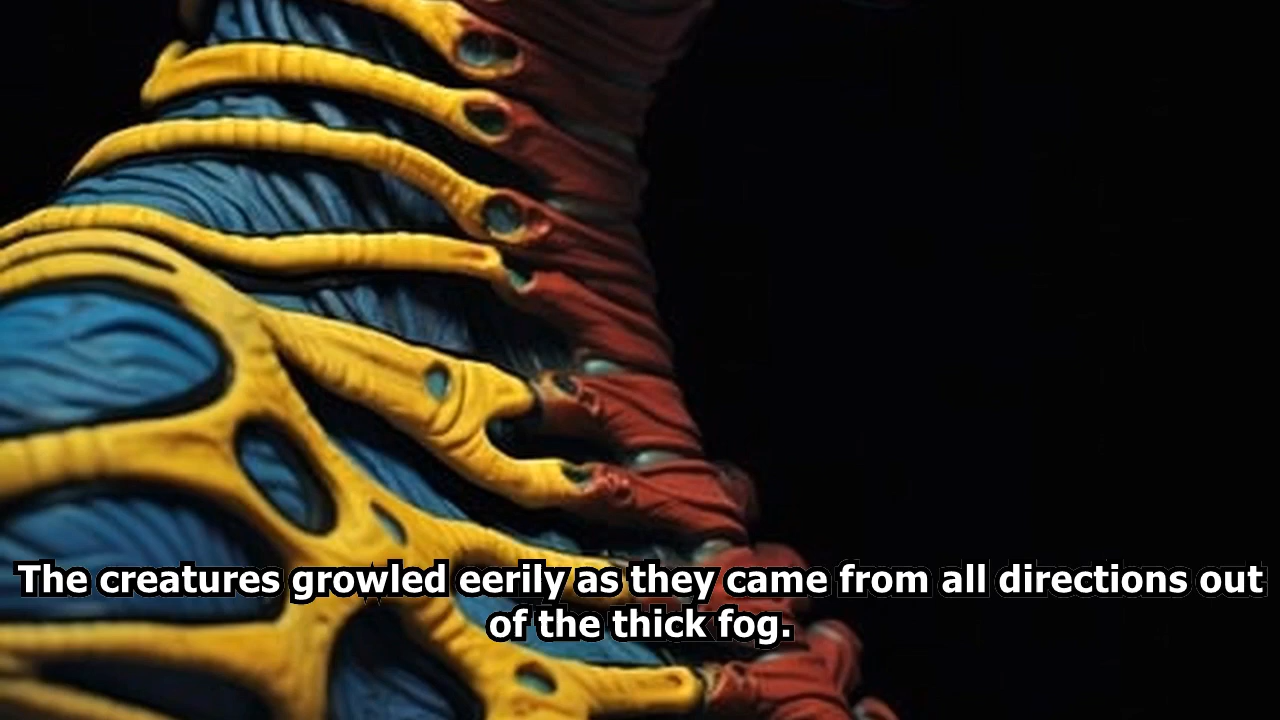 The creatures growled eerily as they came from all directions out
of the thick fog.